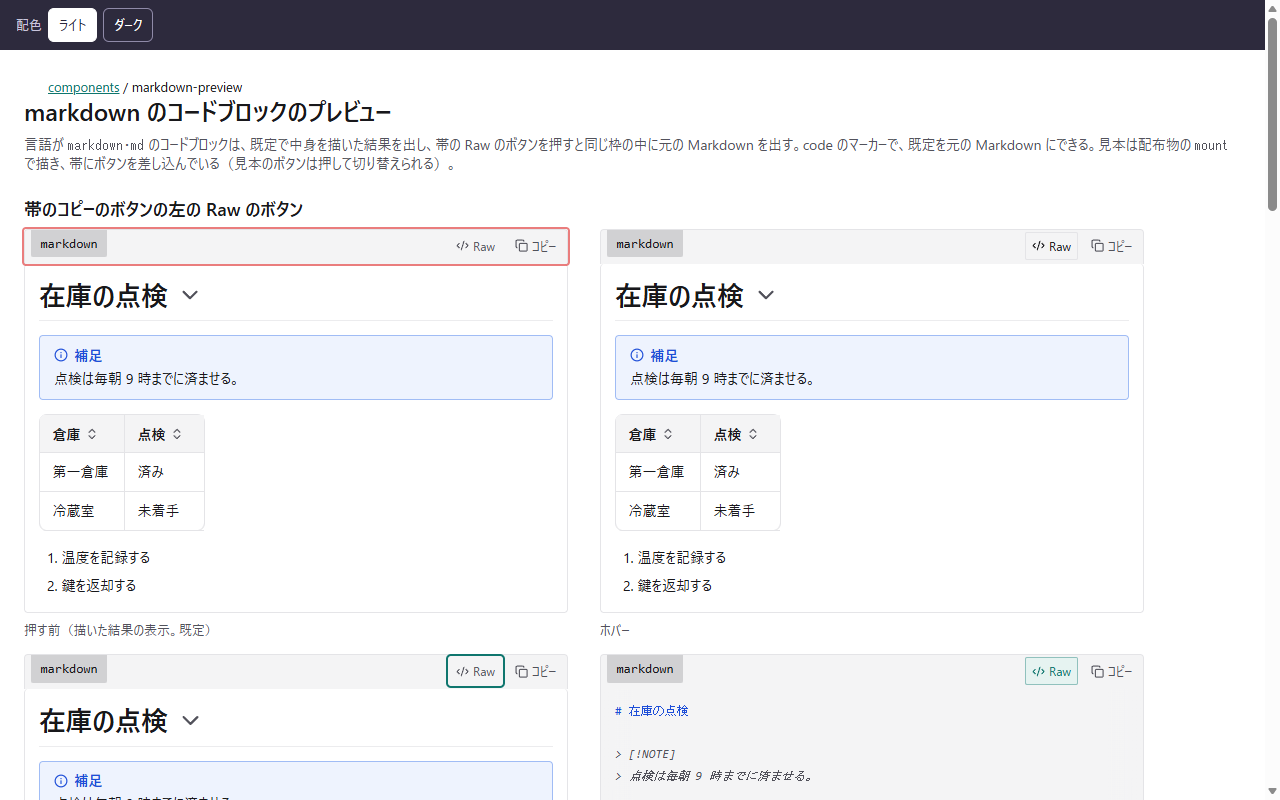 配色 ライト ダーク
components / markdown-preview
markdown のコードブロックのプレビュー
言語が markdown・md のコードブロックは、既定で中身を描いた結果を出し、帯の Raw のボタンを押すと同じ枠の中に元の Markdown を出す。code のマーカーで、既定を元の Markdown にできる。見本は配布物の mount
で描き、帯にボタンを差し込んでいる（見本のボタンは押して切り替えられる）。
帯のコピーのボタンの左の Raw のボタン
markdown </> Raw コピー
在庫の点検
補足
点検は毎朝 9 時までに済ませる。
倉庫 点検
第一倉庫 済み
冷蔵室 未着手
1. 温度を記録する
2. 鍵を返却する
押す前（描いた結果の表示。既定）
markdown </> Raw コピー
在庫の点検
補足
点検は毎朝 9 時までに済ませる。
倉庫 点検
第一倉庫 済み
冷蔵室 未着手
1. 温度を記録する
2. 鍵を返却する
ホバー
markdown </> Raw コピー
在庫の点検
補足
点検は毎朝 9 時までに済ませる。
markdown </> Raw コピー
# 在庫の点検
> [!NOTE]
> 点検は毎朝 9 時までに済ませる。